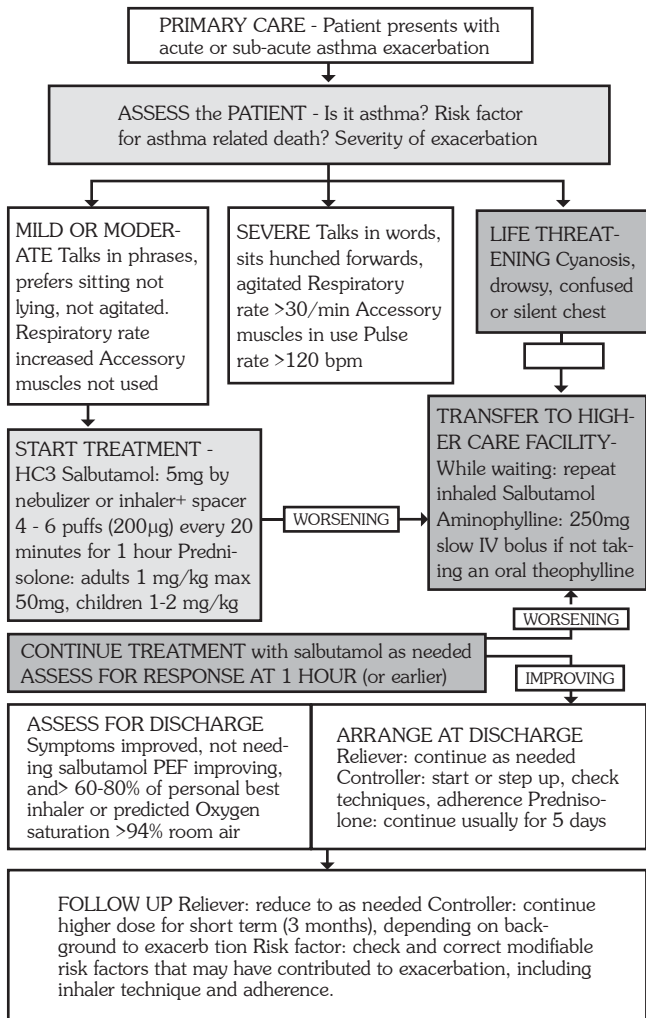 PRIMARY CARE - Patient presents with
acute or sub-acute asthma exacerbation
ASSESS the PATIENT - Is it asthma? Risk factor
for asthma related death? Severity of exacerbation
MILD OR MODER-
ATE Talks in phrases,
prefers sitting not
lying, not agitated.
Respiratory rate
increased Accessory
muscles not used
SEVERE Talks in words,
sits hunched forwards,
agitated Respiratory
rate >30/min Accessory
muscles in use Pulse
rate >120 bpm
LIFE THREAT-
ENING Cyanosis,
drowsy, confused
or silent chest
START TREATMENT -
HC3 Salbutamol: 5mg by
nebulizer or inhaler+ spacer
4 - 6 puffs (200µg) every 20
minutes for 1 hour Predni-
solone: adults 1 mg/kg max
50mg, children 1-2 mg/kg
WORSENING
TRANSFER TO HIGH-
ER CARE FACILITY-
While waiting: repeat
inhaled Salbutamol
Aminophylline: 250mg
slow IV bolus if not tak-
ing an oral theophylline
WORSENING
CONTINUE TREATMENT with salbutamol as needed
ASSESS FOR RESPONSE AT 1 HOUR (or earlier)
IMPROVING
ASSESS FOR DISCHARGE
Symptoms improved, not need-
ing salbutamol PEF improving,
and> 60-80% of personal best
inhaler or predicted Oxygen
saturation >94% room air
ARRANGE AT DISCHARGE
Reliever: continue as needed
Controller: start or step up, check
techniques, adherence Predniso-
lone: continue usually for 5 days
FOLLOW UP Reliever: reduce to as needed Controller: continue
higher dose for short term (3 months), depending on back-
ground to exacerb tion Risk factor: check and correct modifiable
risk factors that may have contributed to exacerbation, including
inhaler technique and adherence.